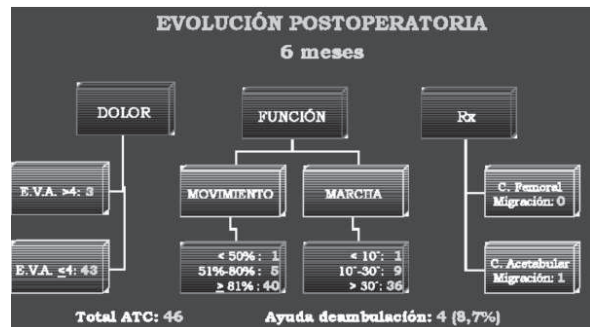 EVOLUCIÓN POSTOPERATORIA
6 meses
DOLOR
FUNCIÓN
Rx
E.V.A. >4: 3
E.V.A. ≤4: 43
MOVIMIENTO
MARCHA
< 50% : 1
51%-80% : 5
≥ 81% : 40
< 10´: 1
10´-30´: 9
> 30´: 36
C. Femoral
Migración: 0
C. Acetabular
Migración: 1
Total ATC: 46
Ayuda deambulación: 4 (8,7%)